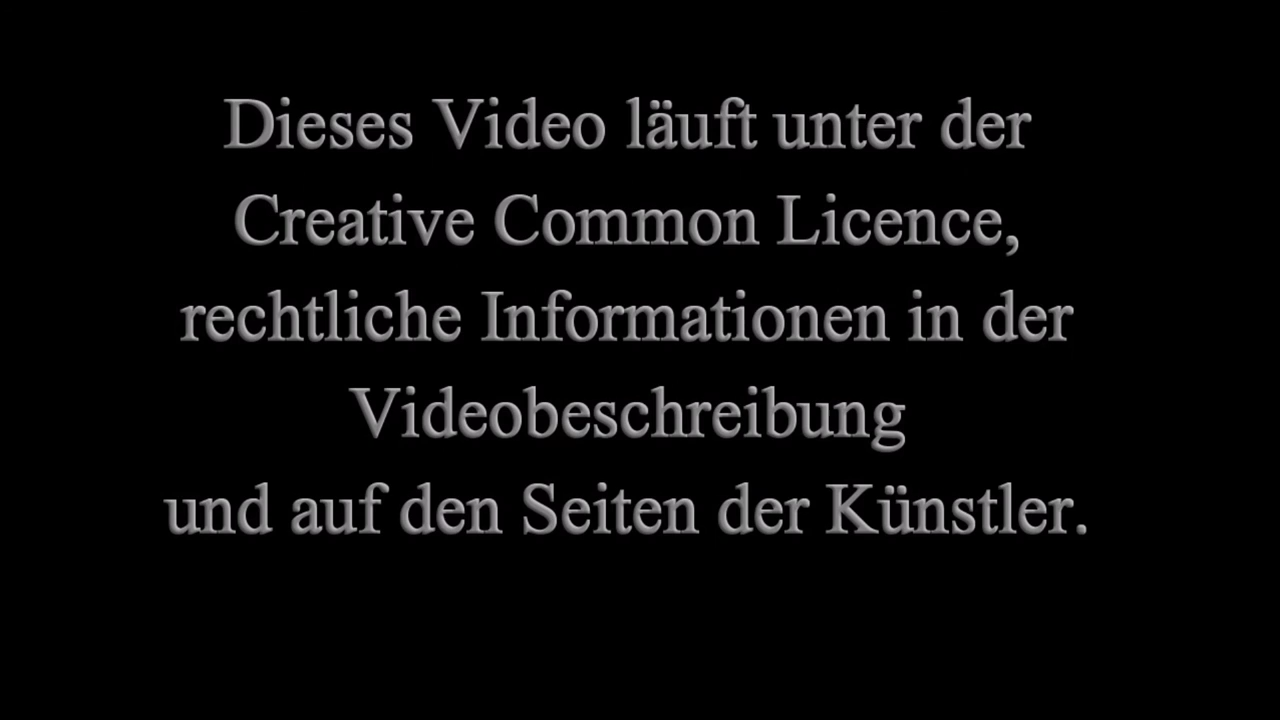 Dieses Video läuft unter der
Creative Common Licence,
rechtliche Informationen in der
Videobeschreibung
und auf den Seiten der Künstler.